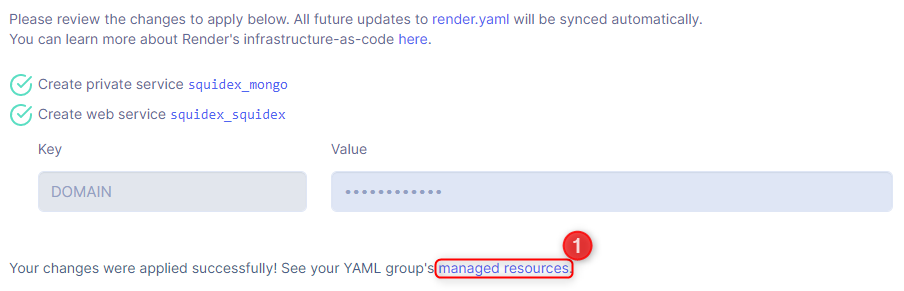 Please review the changes to apply below. All future updates to render.yaml will be synced automatically.
You can learn more about Render's infrastructure-as-code here.
Create private service squidex_mongo
Create web service squidex_squidex
Key Value
DOMAIN ••••••••••••
1
Your changes were applied successfully! See your YAML group's managed resources.